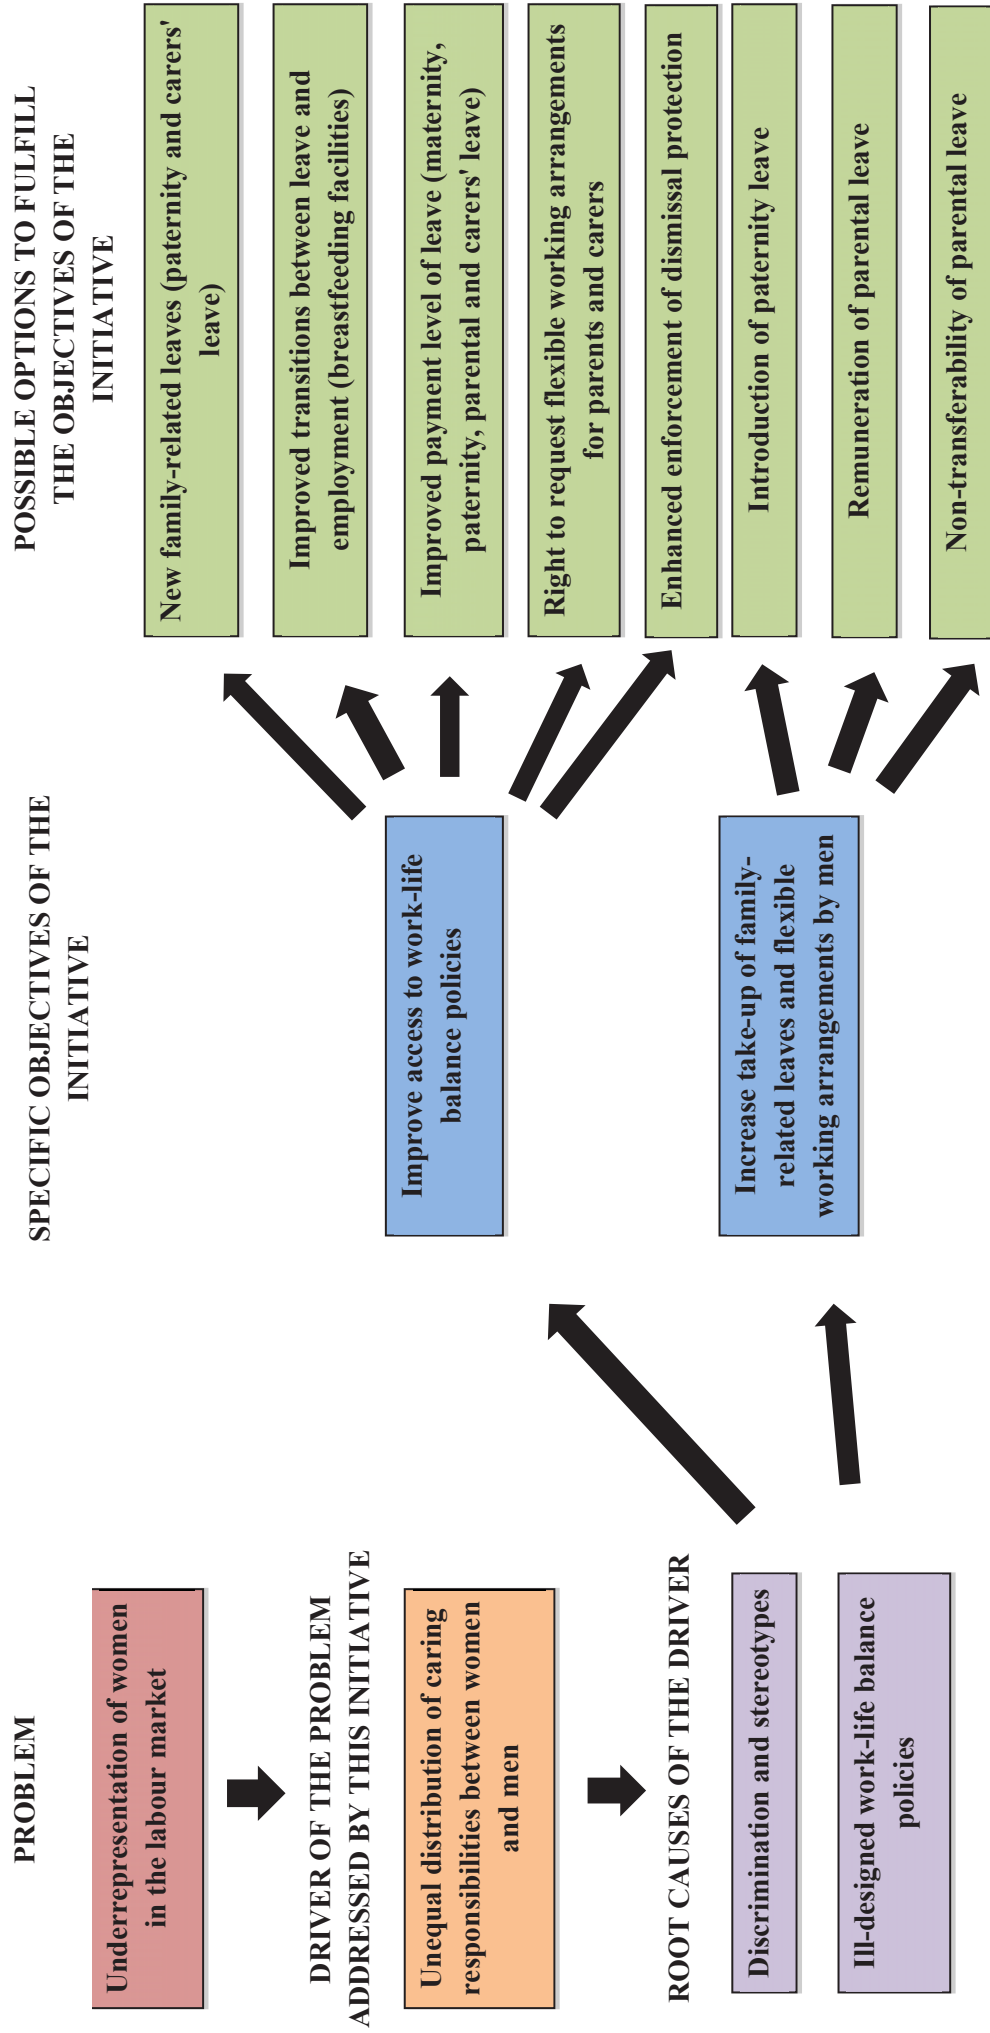 PROBLEM
Underrepresentation of women
in the labour market
DRIVER OF THE PROBLEM
ADDRESSED BY THIS INITIATIVE
Unequal distribution of caring
responsibilities between women
and men
ROOT CAUSES OF THE DRIVER
Discrimination and stereotypes
Ill-designed work-life balance
policies
SPECIFIC OBJECTIVES OF THE
INITIATIVE
Improve access to work-life
balance policies
Increase take-up of family-
related leaves and flexible
working arrangements by men
POSSIBLE OPTIONS TO FULFILL
THE OBJECTIVES OF THE
INITIATIVE
New family-related leaves (paternity and carers'
leave)
Improved transitions between leave and
employment (breastfeeding facilities)
Improved payment level of leave (maternity,
paternity, parental and carers' leave)
Right to request flexible working arrangements
for parents and carers
Enhanced enforcement of dismissal protection
Introduction of paternity leave
Remuneration of parental leave
Non-transferability of parental leave